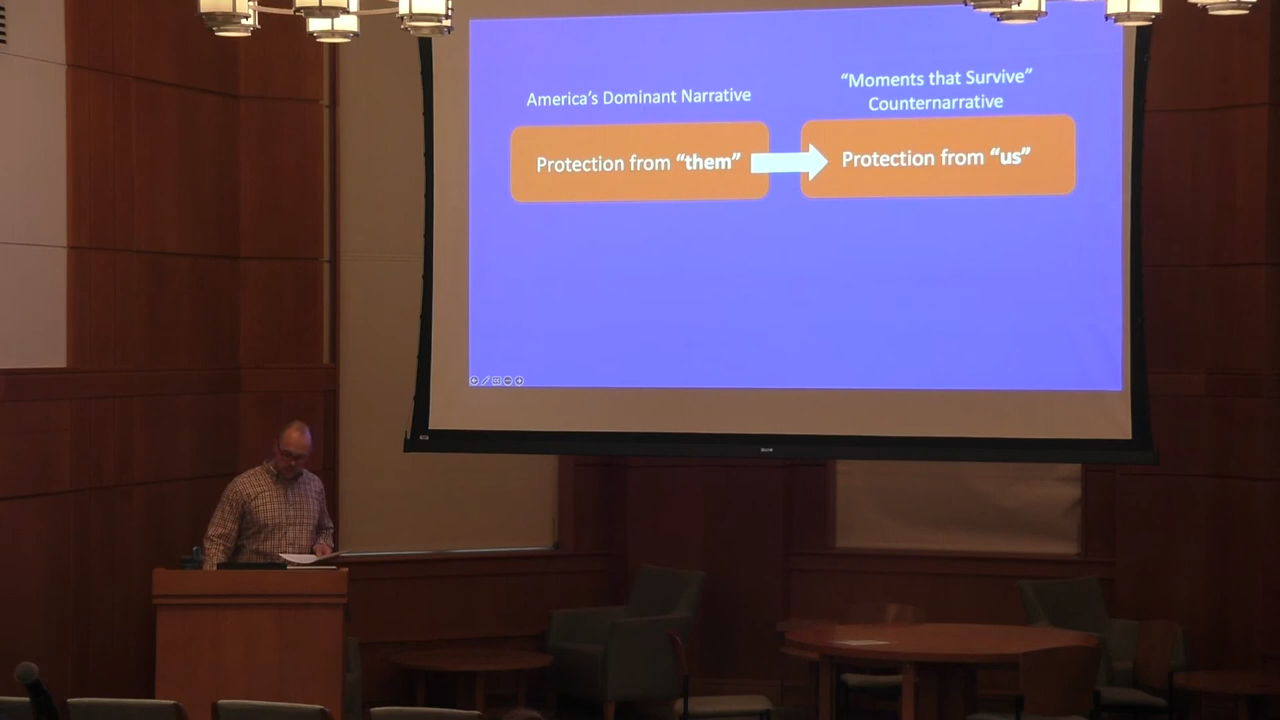 America's Dominant Narrative
Protection from “them”
“Moments that Survive”
Counternarrative
Protection from “us”